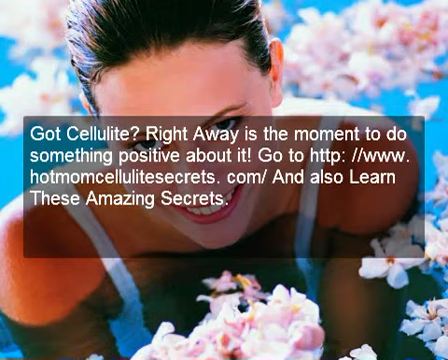 Got Cellulite? Right Away is the moment to do
something positive about it! Go to http: //www.
hotmomcellulitesecrets. com/ And also Learn
These Amazing Secrets.